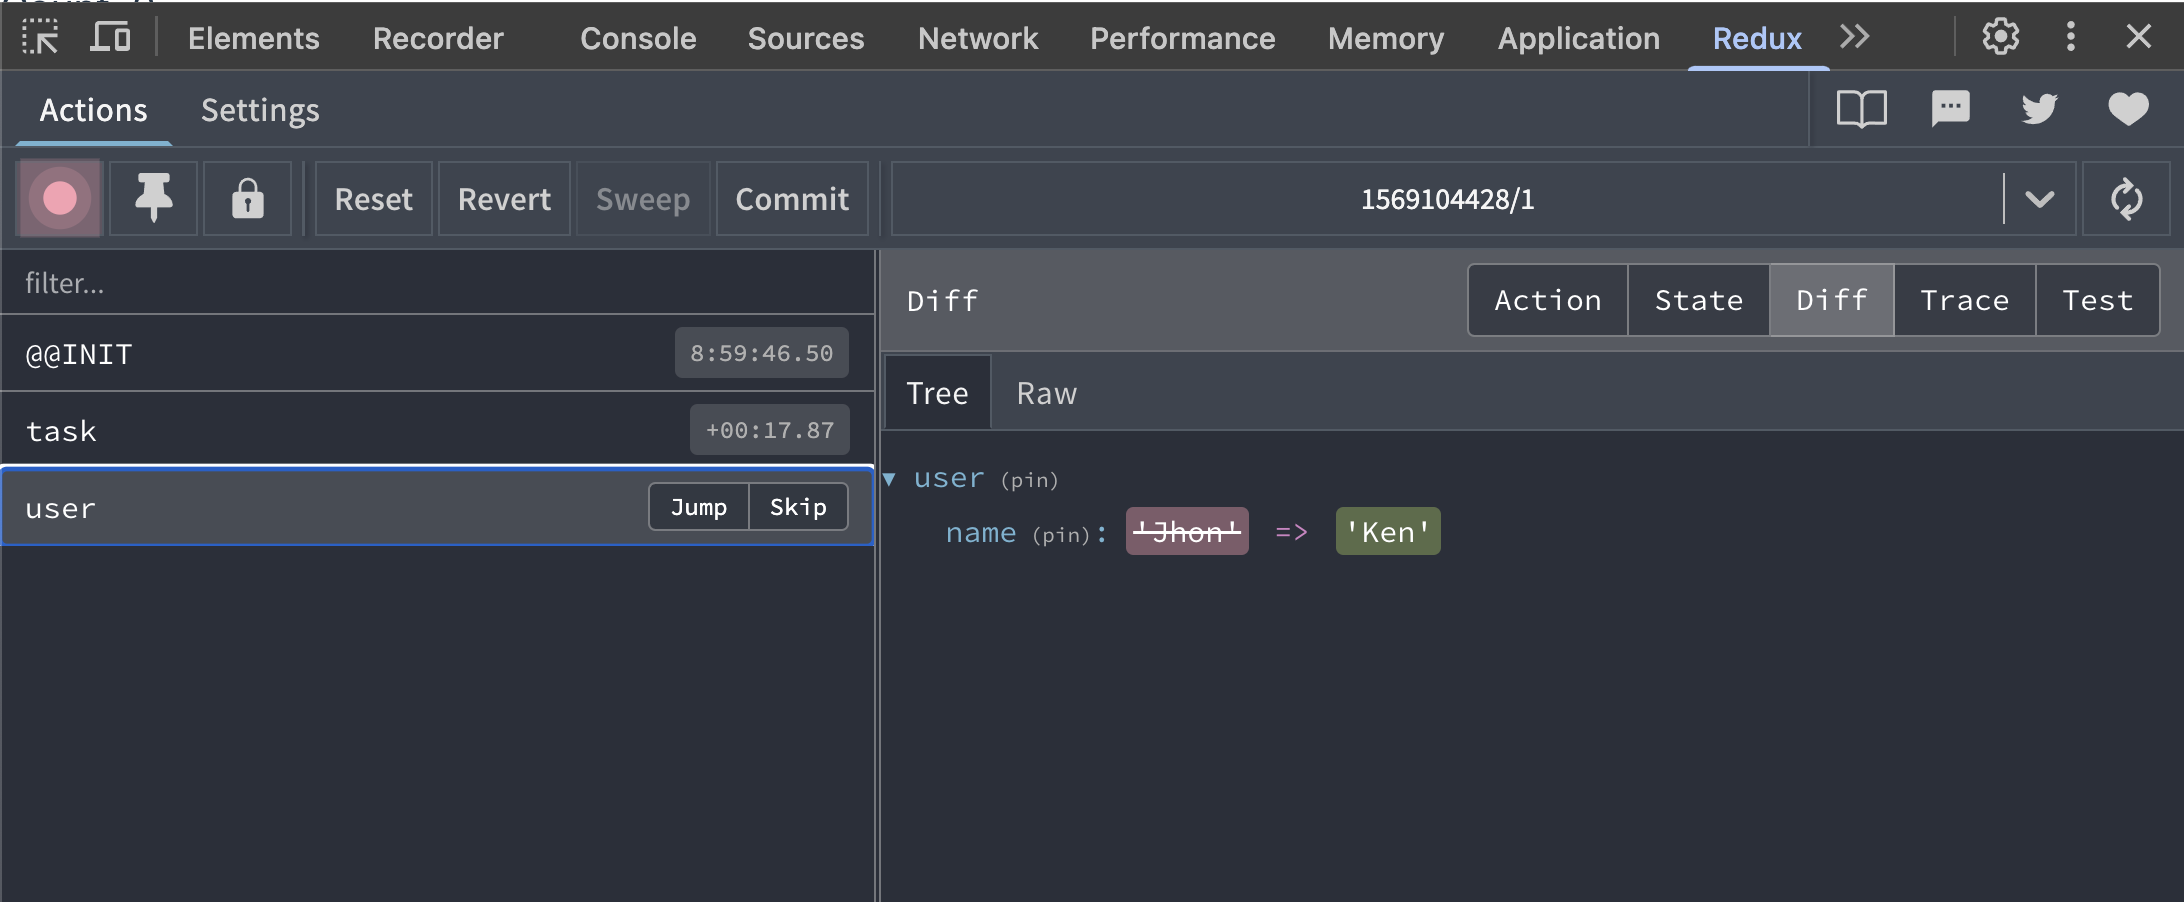 Elements Recorder Console Sources Network Performance Memory Application Redux
Actions Settings
Reset Revert Sweep Commit 1569104428/1
filter...
@@INIT 8:59:46.50
task +00:17.87
user Jump Skip
Diff Action State Diff Trace Test
Tree Raw
user (pin)
name (pin): 'Jhon' => 'Ken'